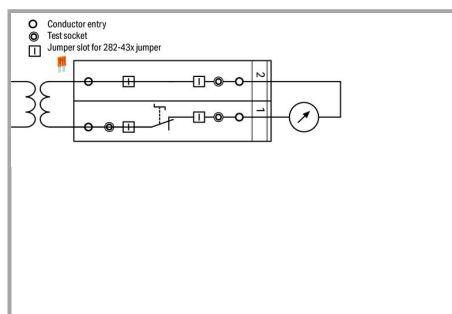 Conductor entry
Test socket
Jumper slot for 282-43x jumper
2
1